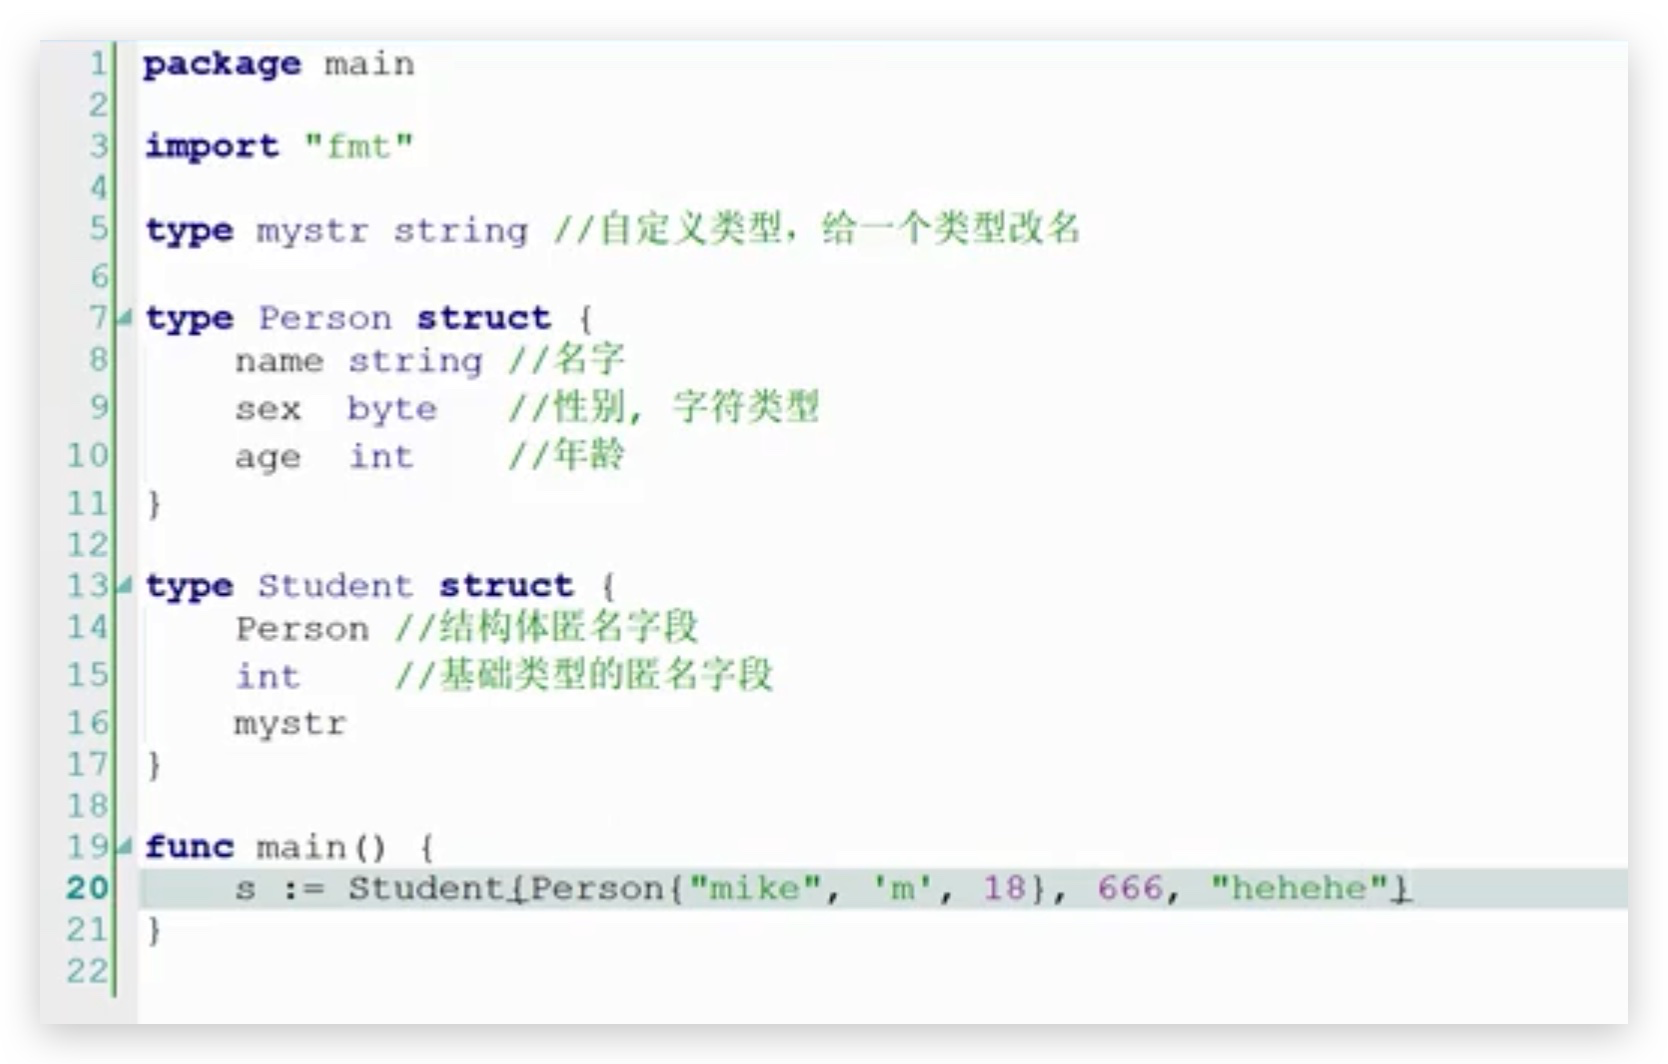 1 package main
2
3 import "fmt"
4
5 type mystr string //自定义类型，给一个类型改名
6
7 type Person struct {
8     name string //名字
9     sex  byte   //性别, 字符类型
10     age  int    //年龄
11 }
12
13 type Student struct {
14     Person //结构体匿名字段
15     int    //基础类型的匿名字段
16     mystr
17 }
18
19 func main() {
20     s := Student{Person{"mike", 'm', 18}, 666, "hehehe"}
21 }
22